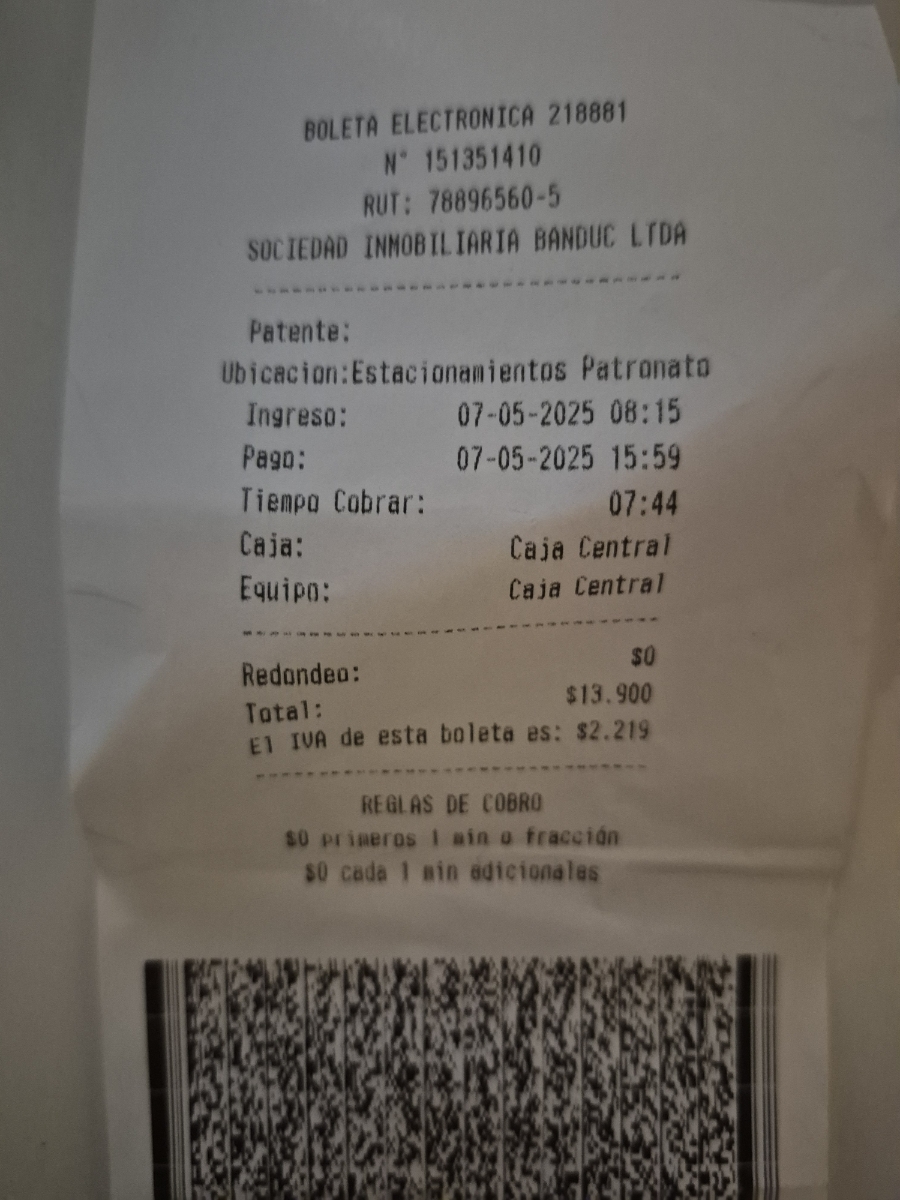 BOLETA ELECTRONICA 218881
N° 151351410
RUT: 78896560-5
SOCIEDAD INMOBILIARIA BANDUC LTDA
Patente:
Ubicacion:Estacionamientos Patronato
Ingreso: 07-05-2025 08:15
Pago: 07-05-2025 15:59
Tiempo Cobrar: 07:44
Caja: Caja Central
Equipo: Caja Central
Redondeo: $0
Total: $13.900
El IVA de esta boleta es: $2.219
REGLAS DE COBRO
$0 primeros 1 min o fracción
$0 cada 1 min adicionales